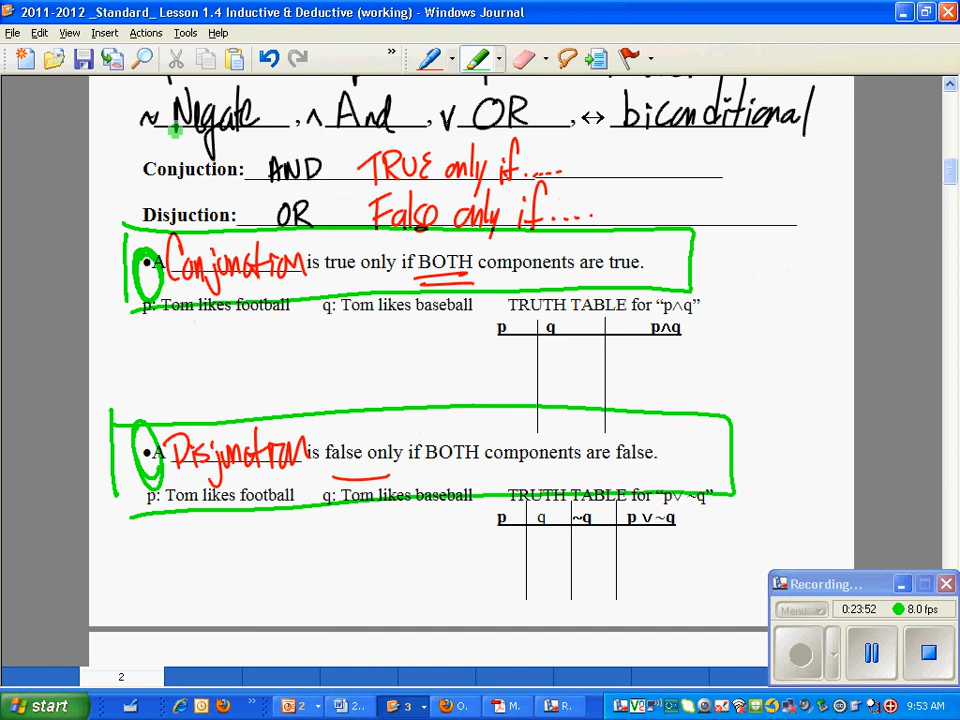 2011-2012 _Standard_ Lesson 1.4 Inductive & Deductive (working) - Windows Journal
File Edit View Insert Actions Tools Help
»
~ Negate , ∧ And , ∨ OR , ↔ biconditional
Conjuction: AND TRUE only if.....
Disjuction: OR False only if....
•A Conjunction is true only if BOTH components are true.
p: Tom likes football q: Tom likes baseball TRUTH TABLE for “p∧q”
p q p∧q
•A Disjunction is false only if BOTH components are false.
p: Tom likes football q: Tom likes baseball TRUTH TABLE for “p∨ ~q”
p q ~q p ∨ ~q
Recording...
Menu 0:23:52 8.0 fps
2
start » 2 2.. 3 O. M. R. 9:53 AM